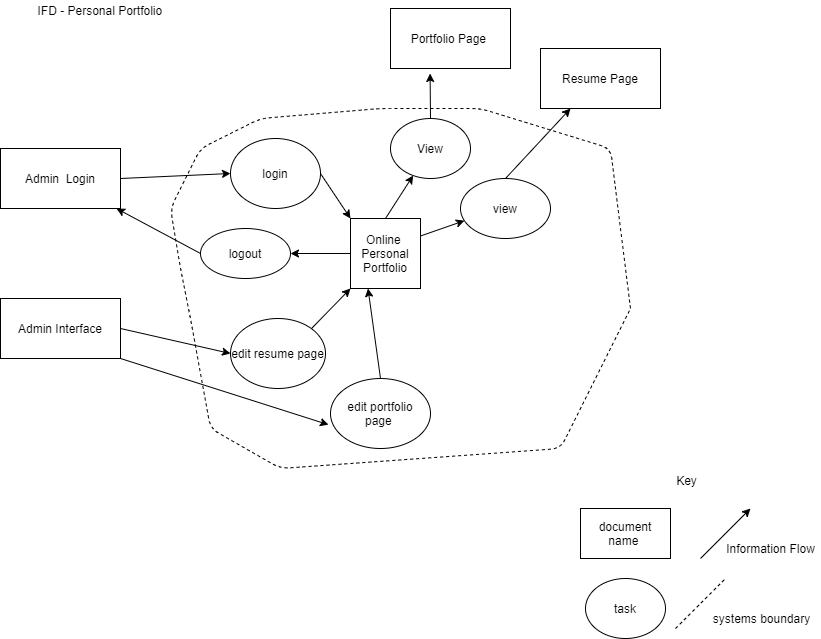 IFD - Personal Portfolio
Portfolio Page
Resume Page
View
Admin Login
login
view
Online
Personal
Portfolio
logout
Admin Interface
edit resume page
edit portfolio
page
Key
document
name
Information Flow
task
systems boundary